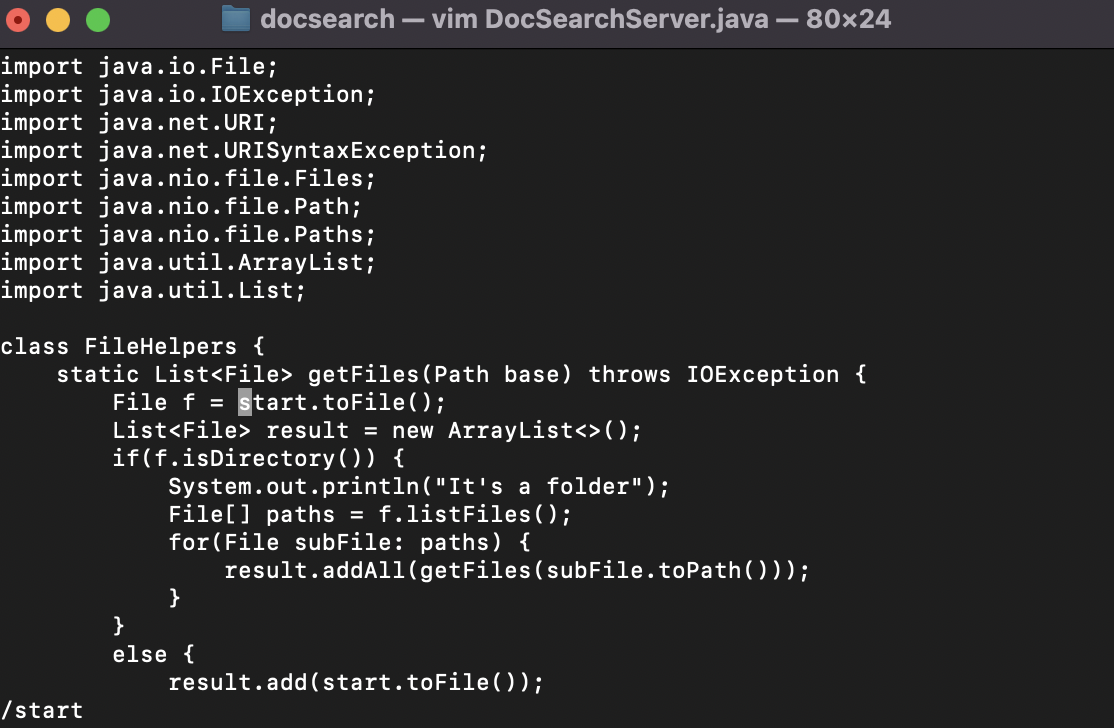 docsearch — vim DocSearchServer.java — 80×24
import java.io.File;
import java.io.IOException;
import java.net.URI;
import java.net.URISyntaxException;
import java.nio.file.Files;
import java.nio.file.Path;
import java.nio.file.Paths;
import java.util.ArrayList;
import java.util.List;

class FileHelpers {
    static List<File> getFiles(Path base) throws IOException {
        File f = start.toFile();
        List<File> result = new ArrayList<>();
        if(f.isDirectory()) {
            System.out.println("It's a folder");
            File[] paths = f.listFiles();
            for(File subFile: paths) {
                result.addAll(getFiles(subFile.toPath()));
            }
        }
        else {
            result.add(start.toFile());
/start